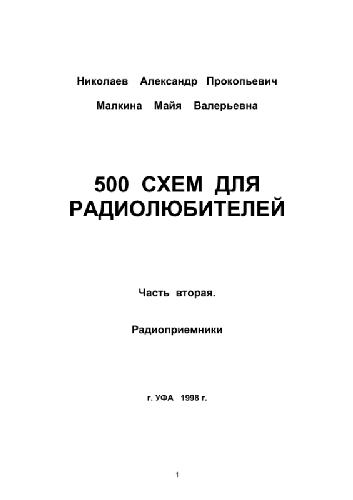 Николаев Александр Прокопьевич
Малкина Майя Валерьевна
500 СХЕМ ДЛЯ
РАДИОЛЮБИТЕЛЕЙ
Часть вторая.
Радиоприемники
г. УФА 1998 г.
1